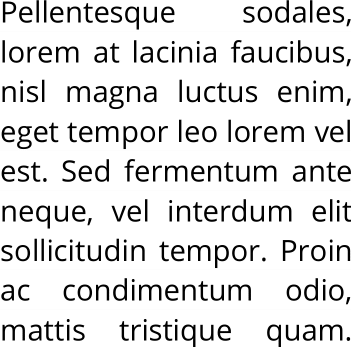 Pellentesque sodales,
lorem at lacinia faucibus,
nisl magna luctus enim,
eget tempor leo lorem vel
est. Sed fermentum ante
neque, vel interdum elit
sollicitudin tempor. Proin
ac condimentum odio,
mattis tristique quam.